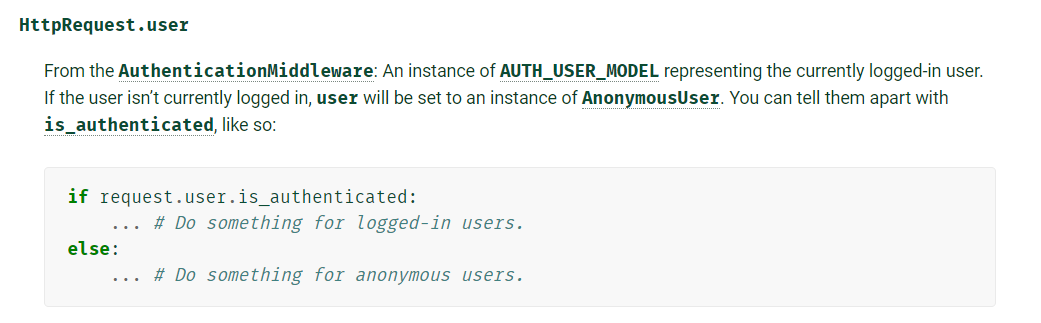 HttpRequest.user
From the AuthenticationMiddleware: An instance of AUTH_USER_MODEL representing the currently logged-in user.
If the user isn’t currently logged in, user will be set to an instance of AnonymousUser. You can tell them apart with
is_authenticated, like so:
if request.user.is_authenticated:
    ... # Do something for logged-in users.
else:
    ... # Do something for anonymous users.